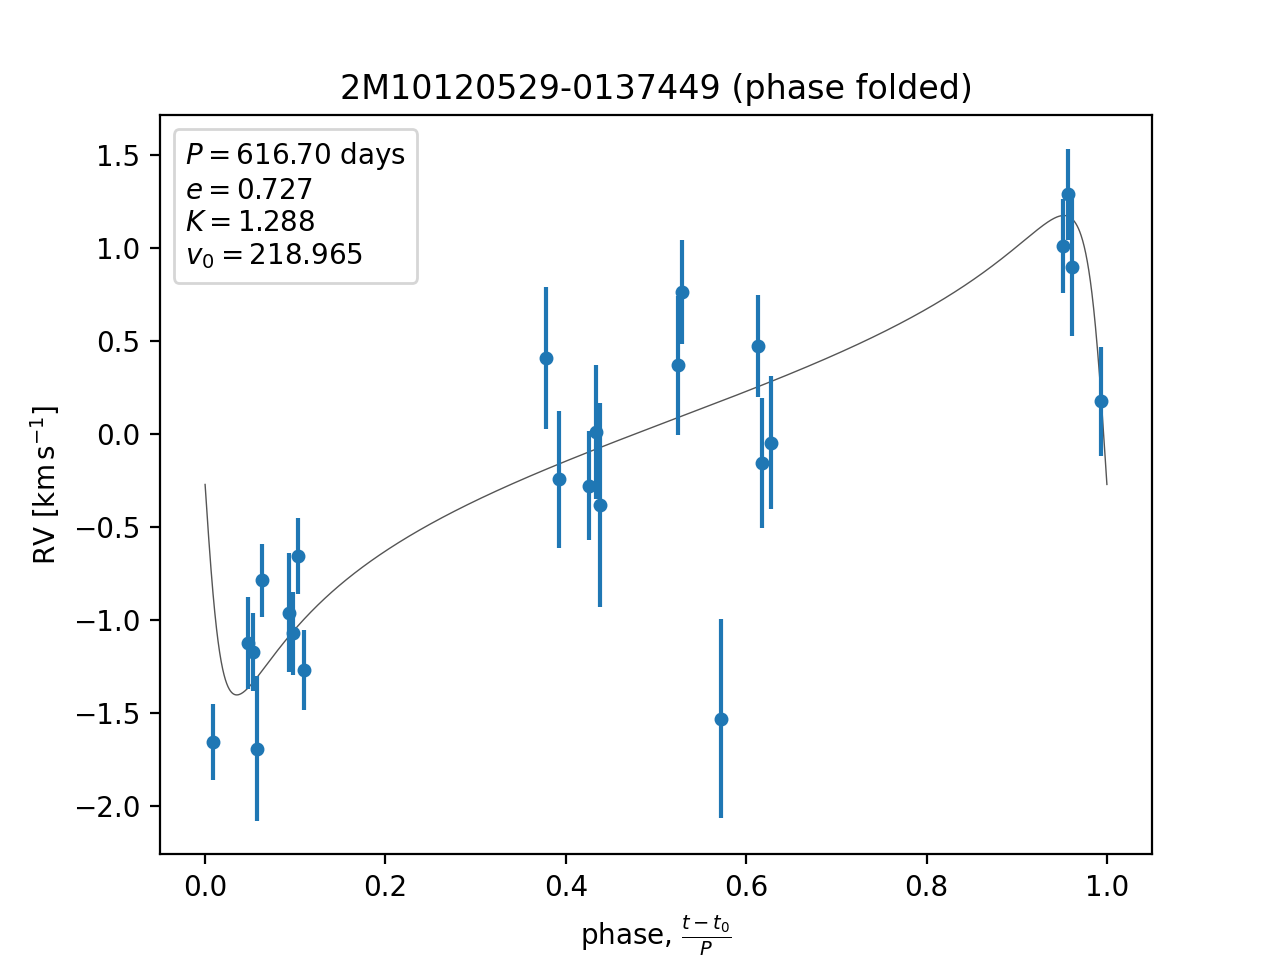 2M10120529-0137449 (phase folded)
P = 616.70 days
e = 0.727
K = 1.288
v₀ = 218.965
1.5
1.0
0.5
0.0
−0.5
−1.0
−1.5
−2.0
RV [km s⁻¹]
0.0 0.2 0.4 0.6 0.8 1.0
phase, (t − t₀)/P